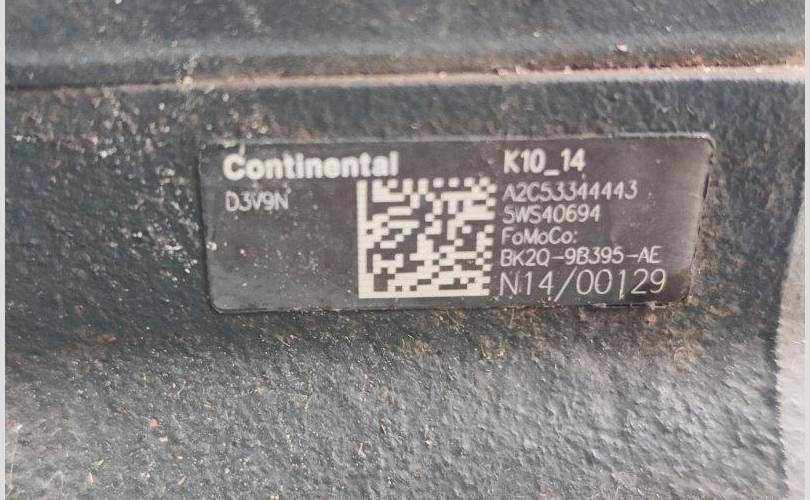 Continental
D3V9N
K10_14
A2C53344443
5WS40694
FoMoCo:
BK2Q-9B395-AE
N14/00129